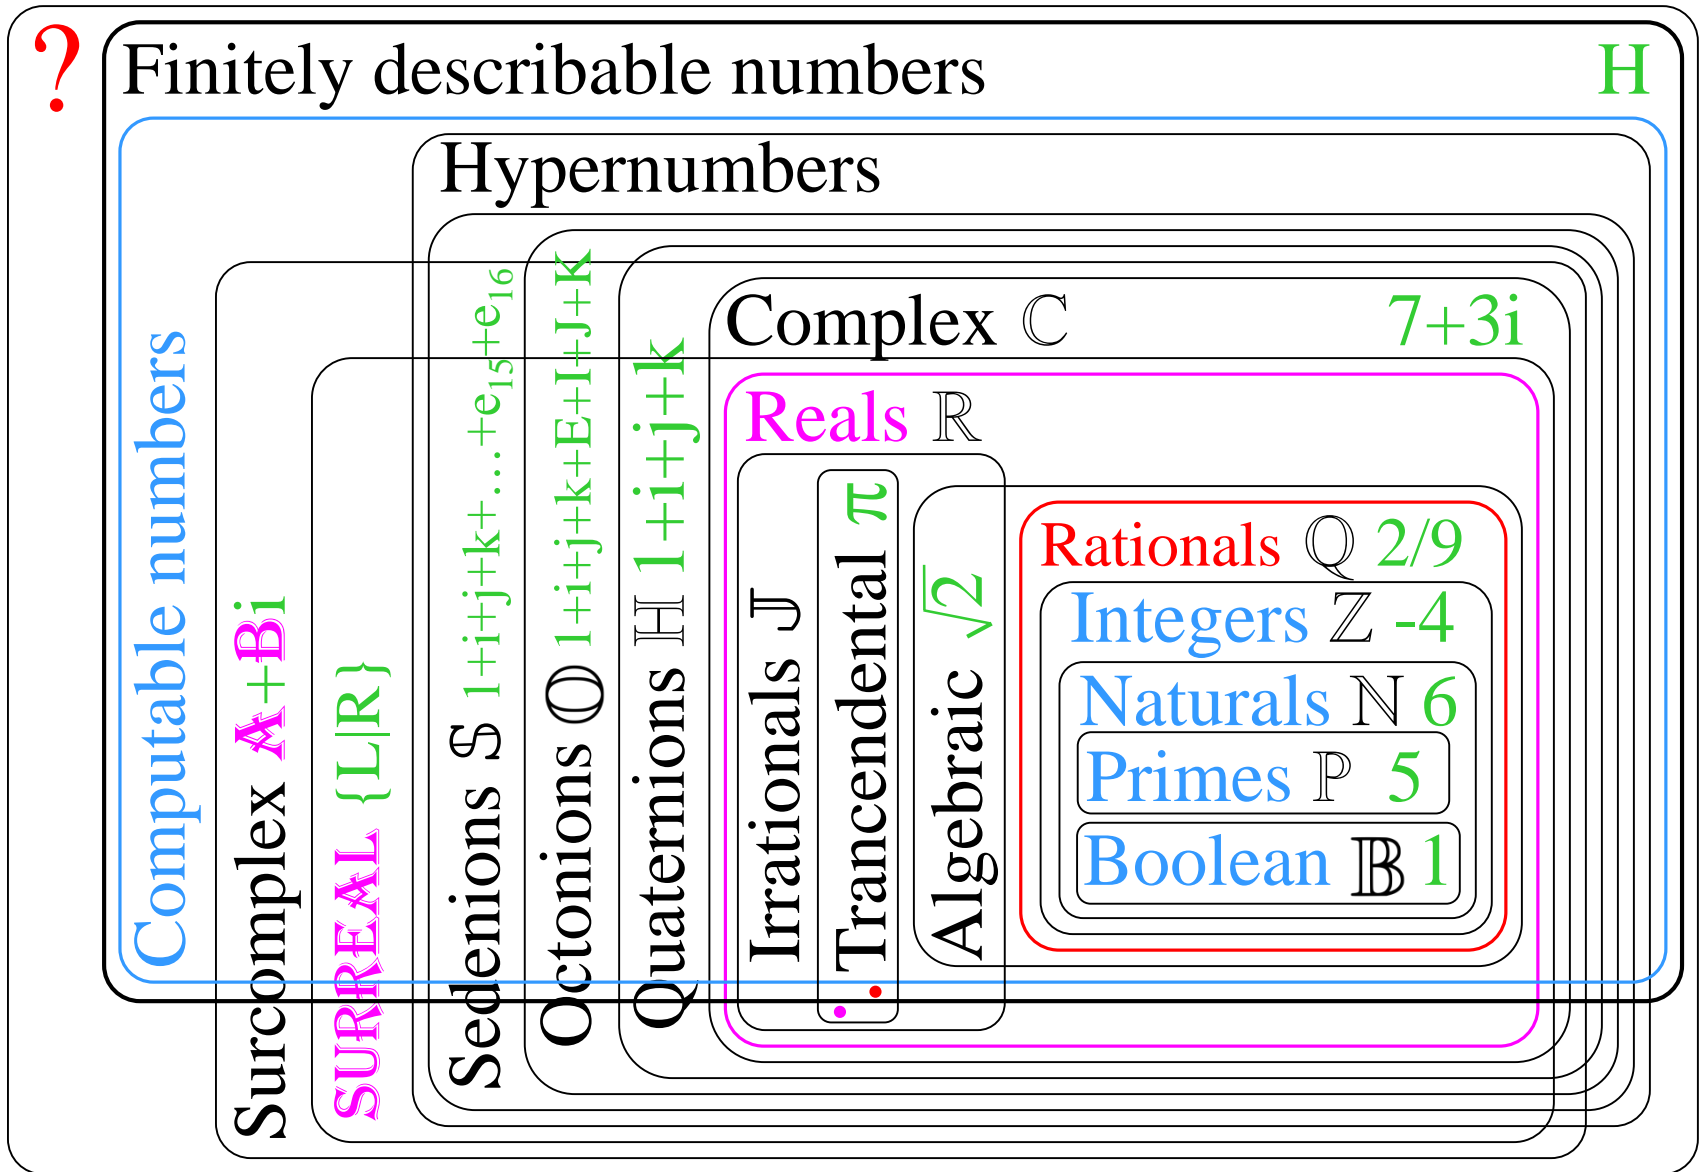 ?
Finitely describable numbers H
Hypernumbers
Computable numbers
Surcomplex A+Bi
SURREAL {L|R}
Sedenions 𝕊 1+i+j+k+...+e₁₅+e₁₆
Octonions 𝕆 1+i+j+k+E+I+J+K
Quaternions ℍ 1+i+j+k
Complex ℂ 7+3i
Reals ℝ
Irrationals 𝕁
Trancendental π
Algebraic √2
Rationals ℚ 2/9
Integers ℤ -4
Naturals ℕ 6
Primes ℙ 5
Boolean 𝔹 1